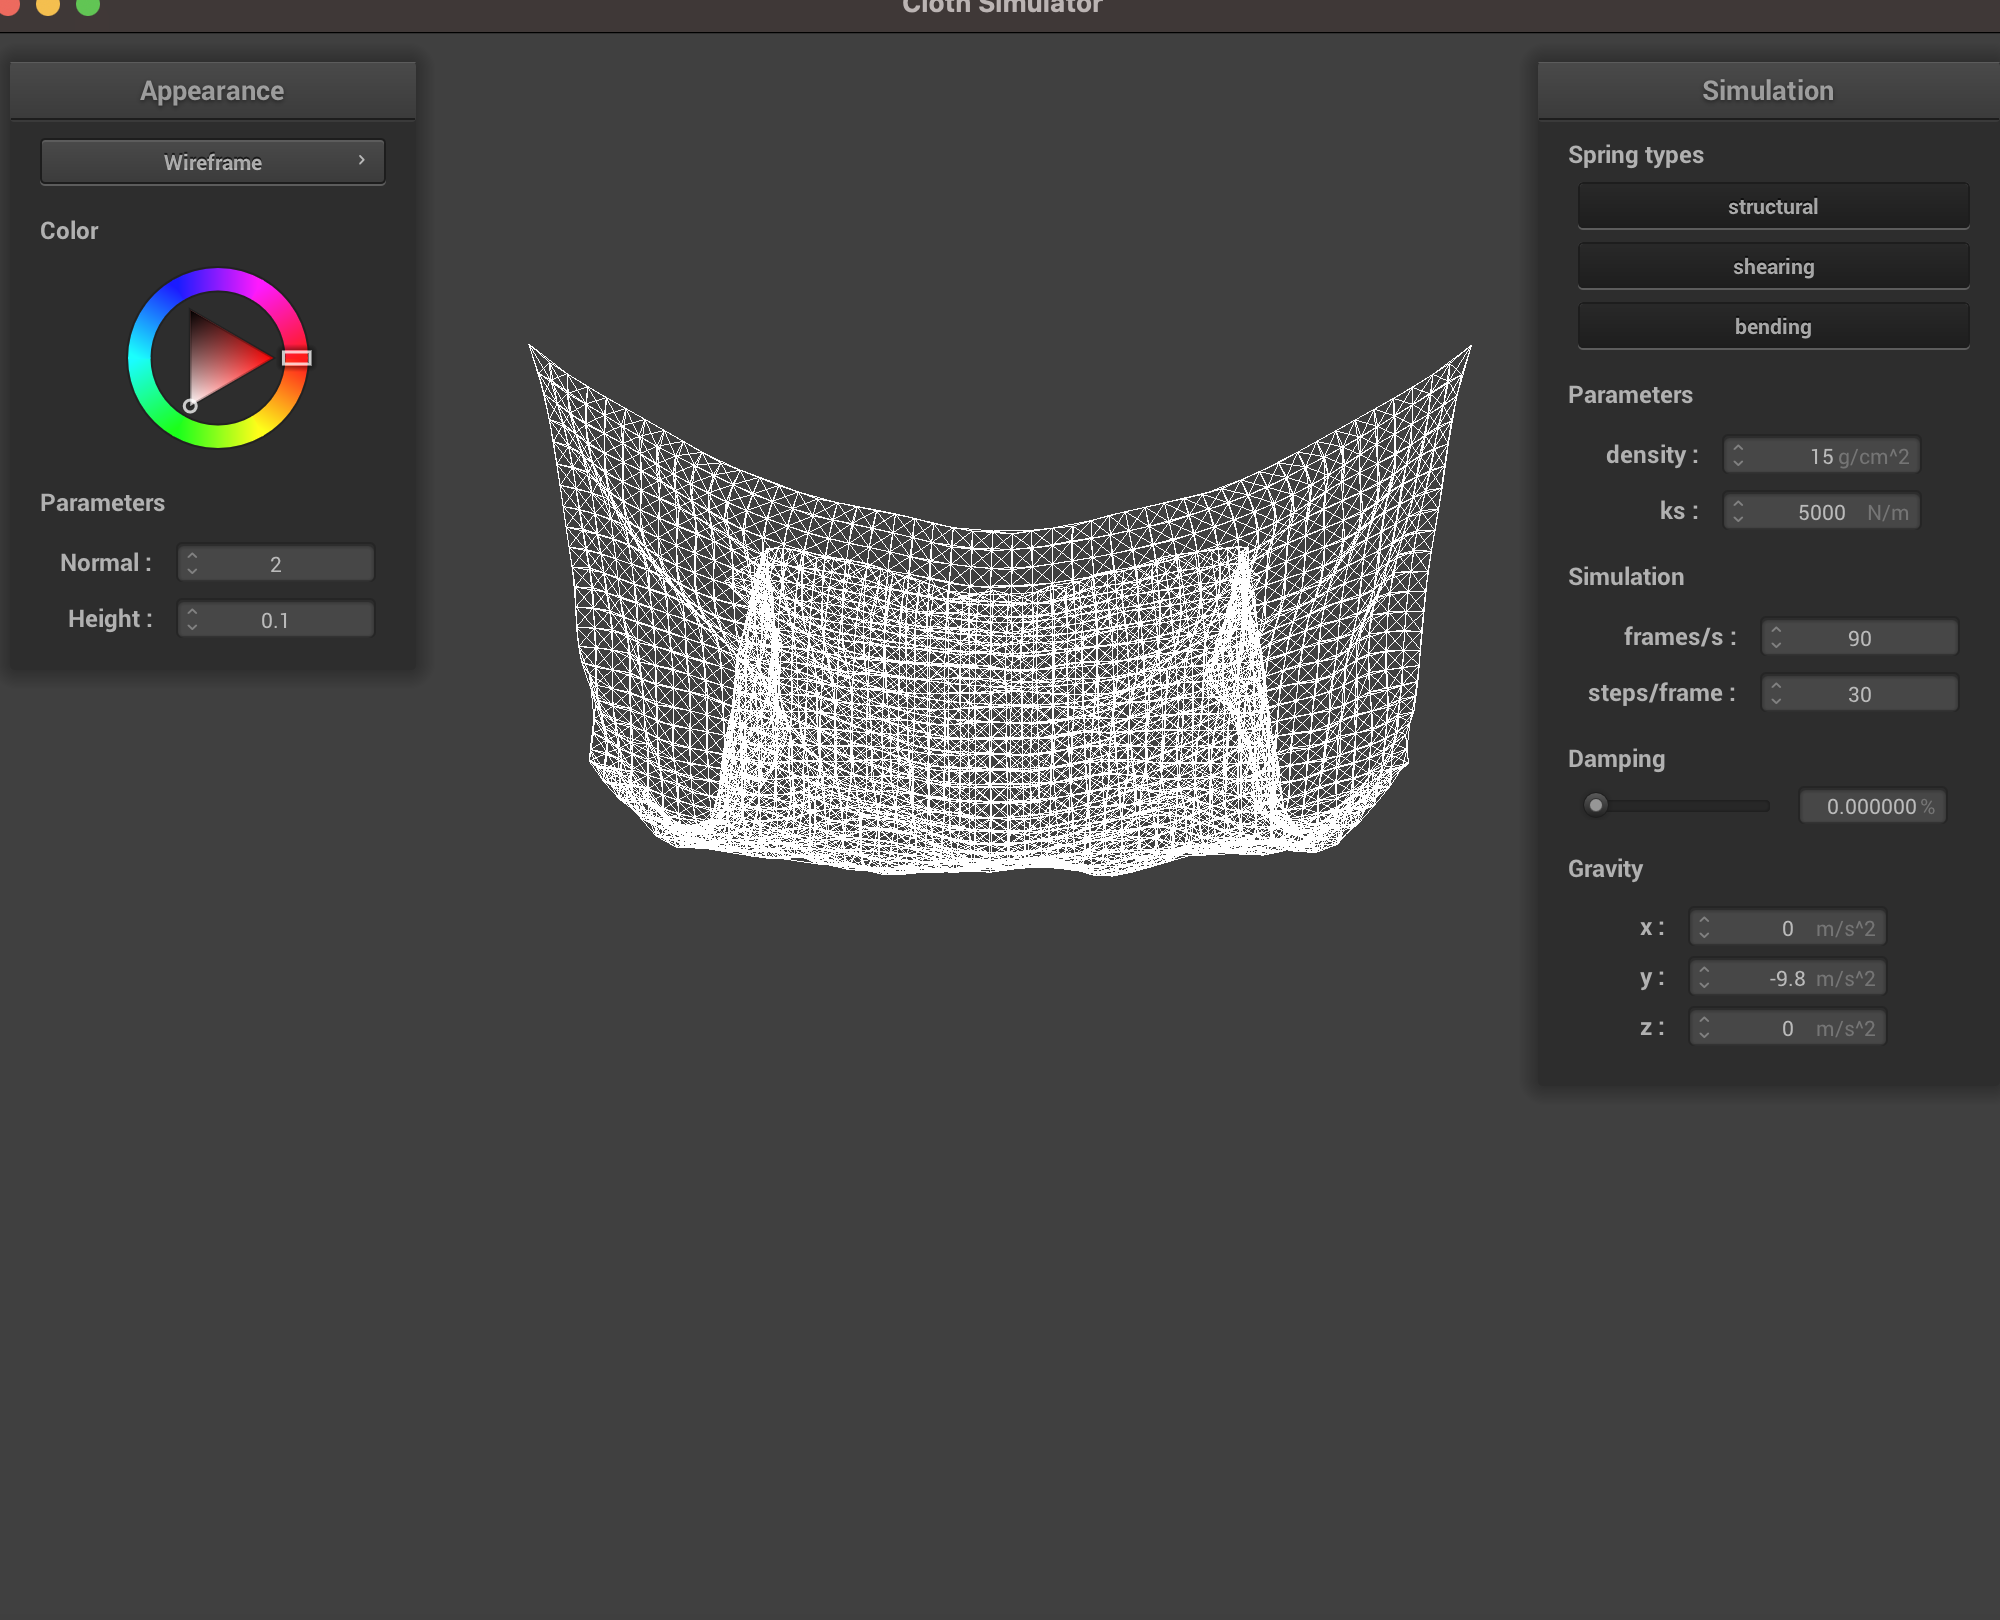 Cloth Simulator
Appearance
Wireframe
Color
Parameters
Normal : 2
Height : 0.1
Simulation
Spring types
structural
shearing
bending
Parameters
density : 15 g/cm^2
ks : 5000 N/m
Simulation
frames/s : 90
steps/frame : 30
Damping
0.000000 %
Gravity
x : 0 m/s^2
y : -9.8 m/s^2
z : 0 m/s^2